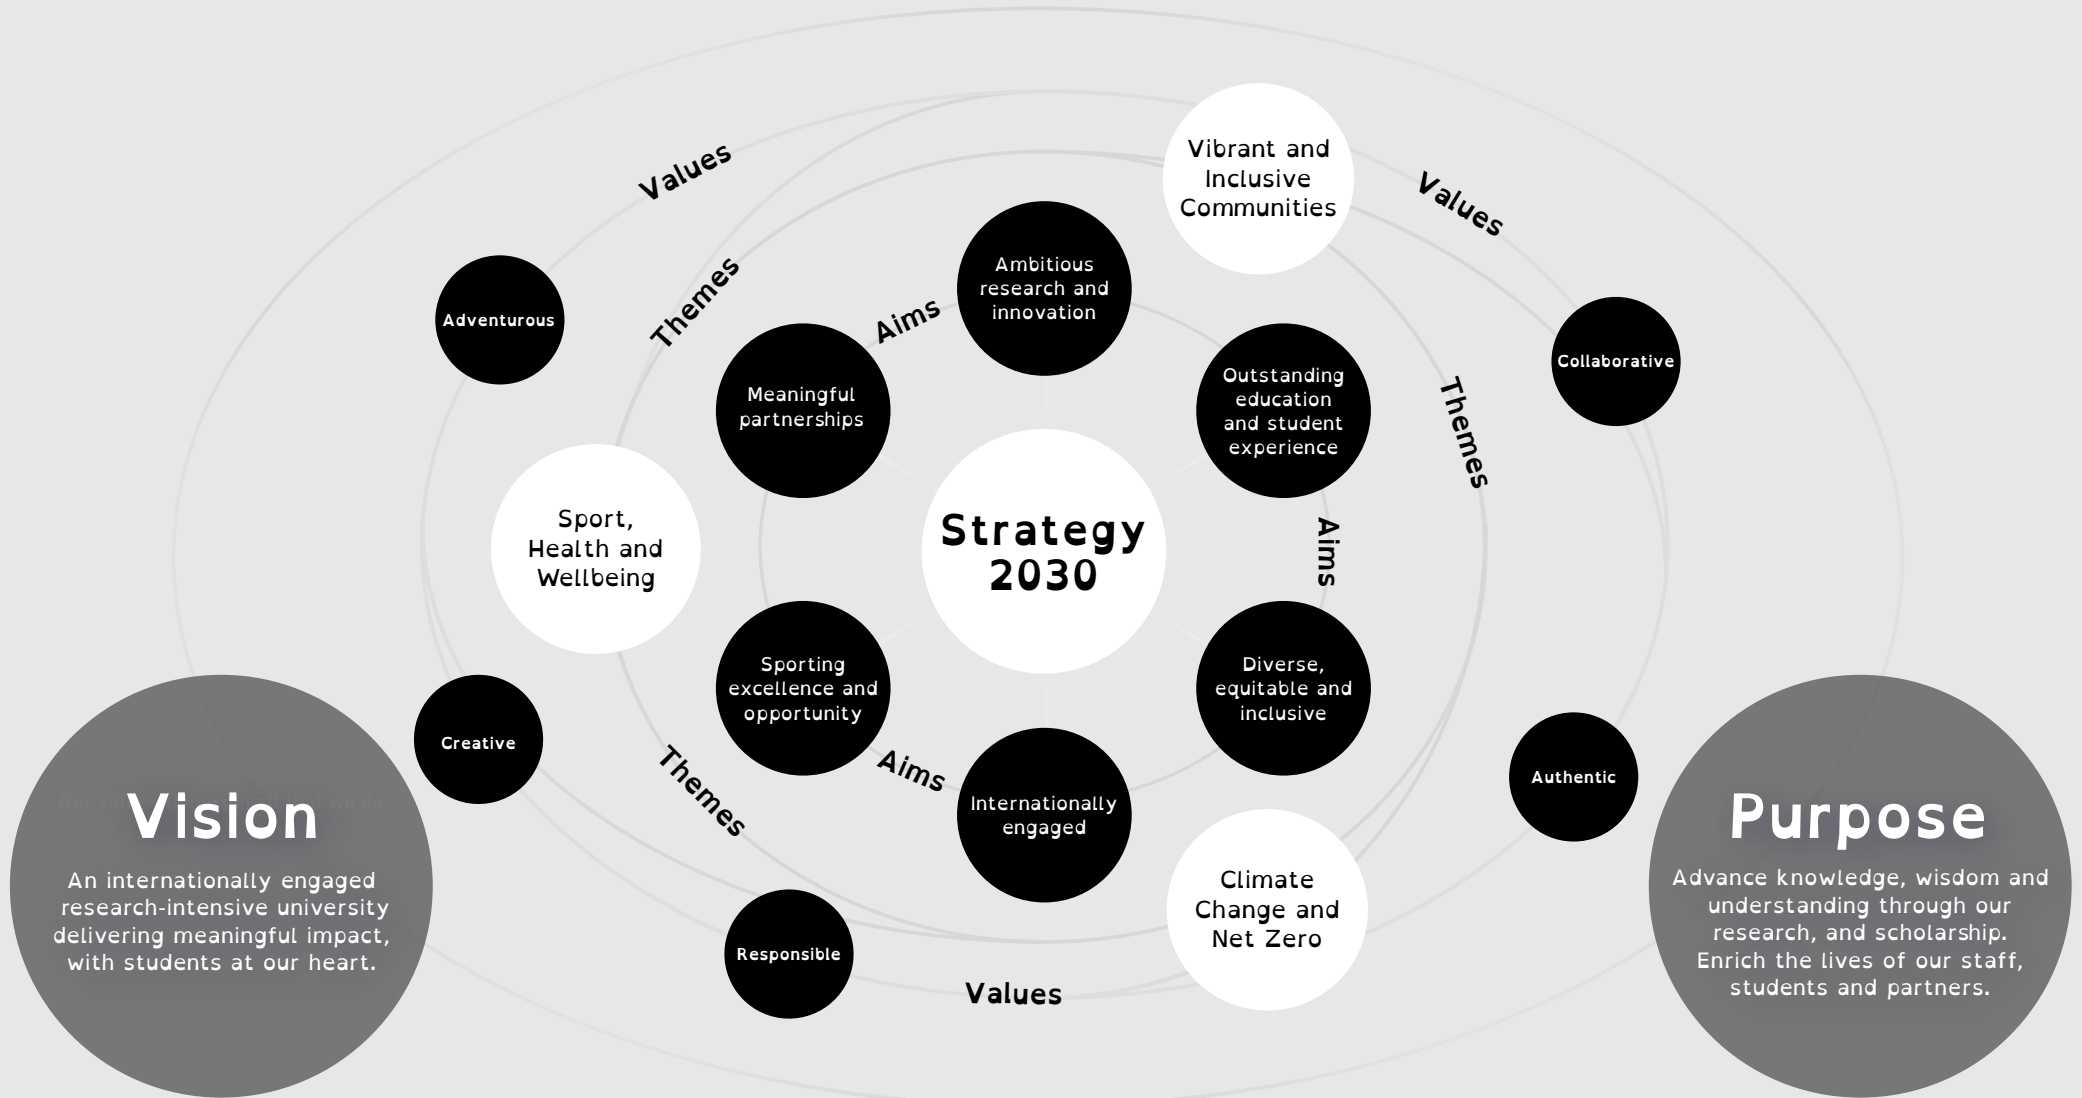 Values
Vibrant and
Inclusive
Communities
Values
Adventurous
Themes
Aims
Ambitious
research and
innovation
Collaborative
Meaningful
partnerships
Outstanding
education
and student
experience
Themes
Sport,
Health and
Wellbeing
Strategy
2030
Aims
Sporting
excellence and
opportunity
Diverse,
equitable and
inclusive
Creative
Themes
Aims
Internationally
engaged
Authentic
Climate
Change and
Net Zero
Responsible
Values
Vision
An internationally engaged
research-intensive university
delivering meaningful impact,
with students at our heart.
Purpose
Advance knowledge, wisdom and
understanding through our
research, and scholarship.
Enrich the lives of our staff,
students and partners.